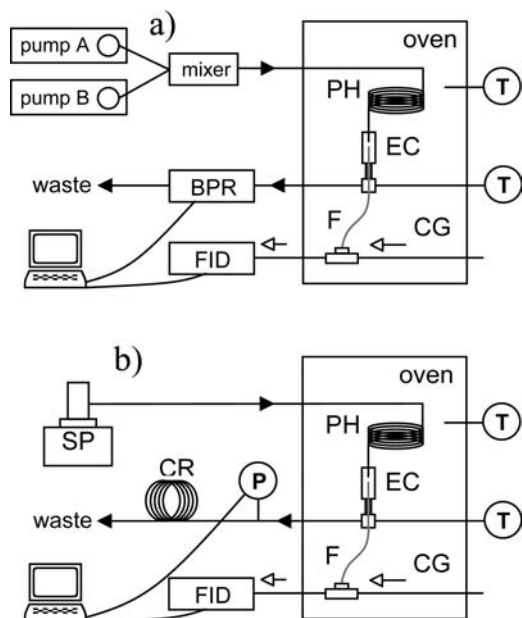 a)
oven
pump A
pump B
mixer
PH
T
EC
waste
BPR
T
F
CG
FID
b)
oven
SP
PH
T
CR
P
EC
waste
T
F
CG
FID